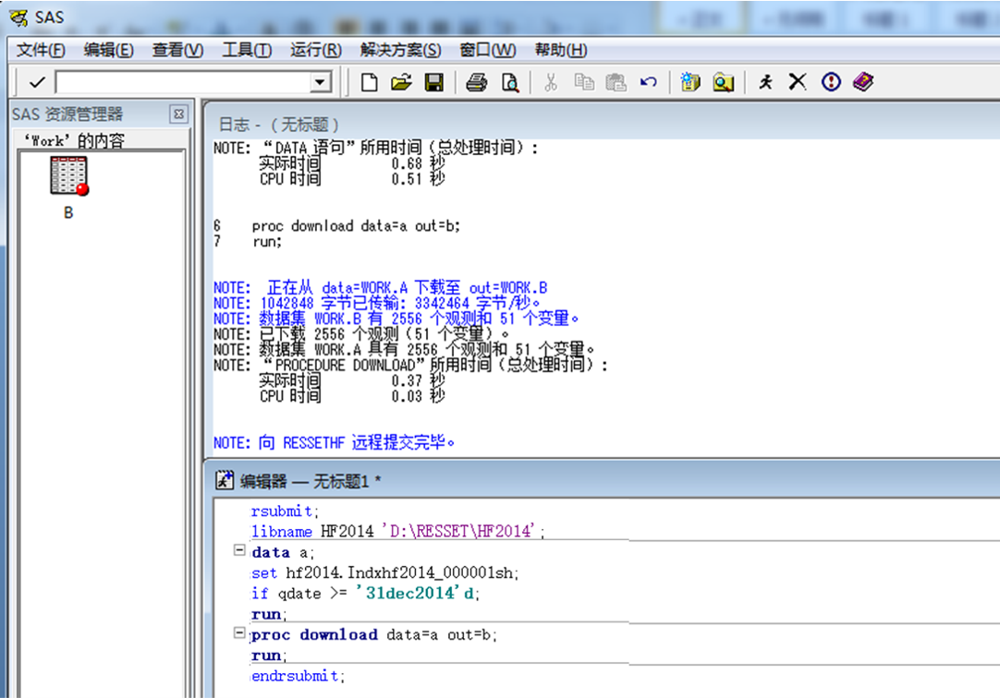 SAS
文件(F) 编辑(E) 查看(V) 工具(T) 运行(R) 解决方案(S) 窗口(W) 帮助(H)
SAS 资源管理器
‘Work’ 的内容
B
日志 - （无标题）
NOTE: “DATA 语句”所用时间（总处理时间）:
实际时间 0.68 秒
CPU 时间 0.51 秒
6 proc download data=a out=b;
7 run;
NOTE: 正在从 data=WORK.A 下载至 out=WORK.B
NOTE: 1042848 字节已传输: 3342464 字节/秒。
NOTE: 数据集 WORK.B 有 2556 个观测和 51 个变量。
NOTE: 已下载 2556 个观测（51 个变量）。
NOTE: 数据集 WORK.A 具有 2556 个观测和 51 个变量。
NOTE: “PROCEDURE DOWNLOAD”所用时间（总处理时间）:
实际时间 0.37 秒
CPU 时间 0.03 秒
NOTE: 向 RESSETHF 远程提交完毕。
编辑器 — 无标题1 *
rsubmit;
libname HF2014 'D:\RESSET\HF2014';
data a;
set hf2014.Indxhf2014_000001sh;
if qdate >= '31dec2014'd;
run;
proc download data=a out=b;
run;
endrsubmit;